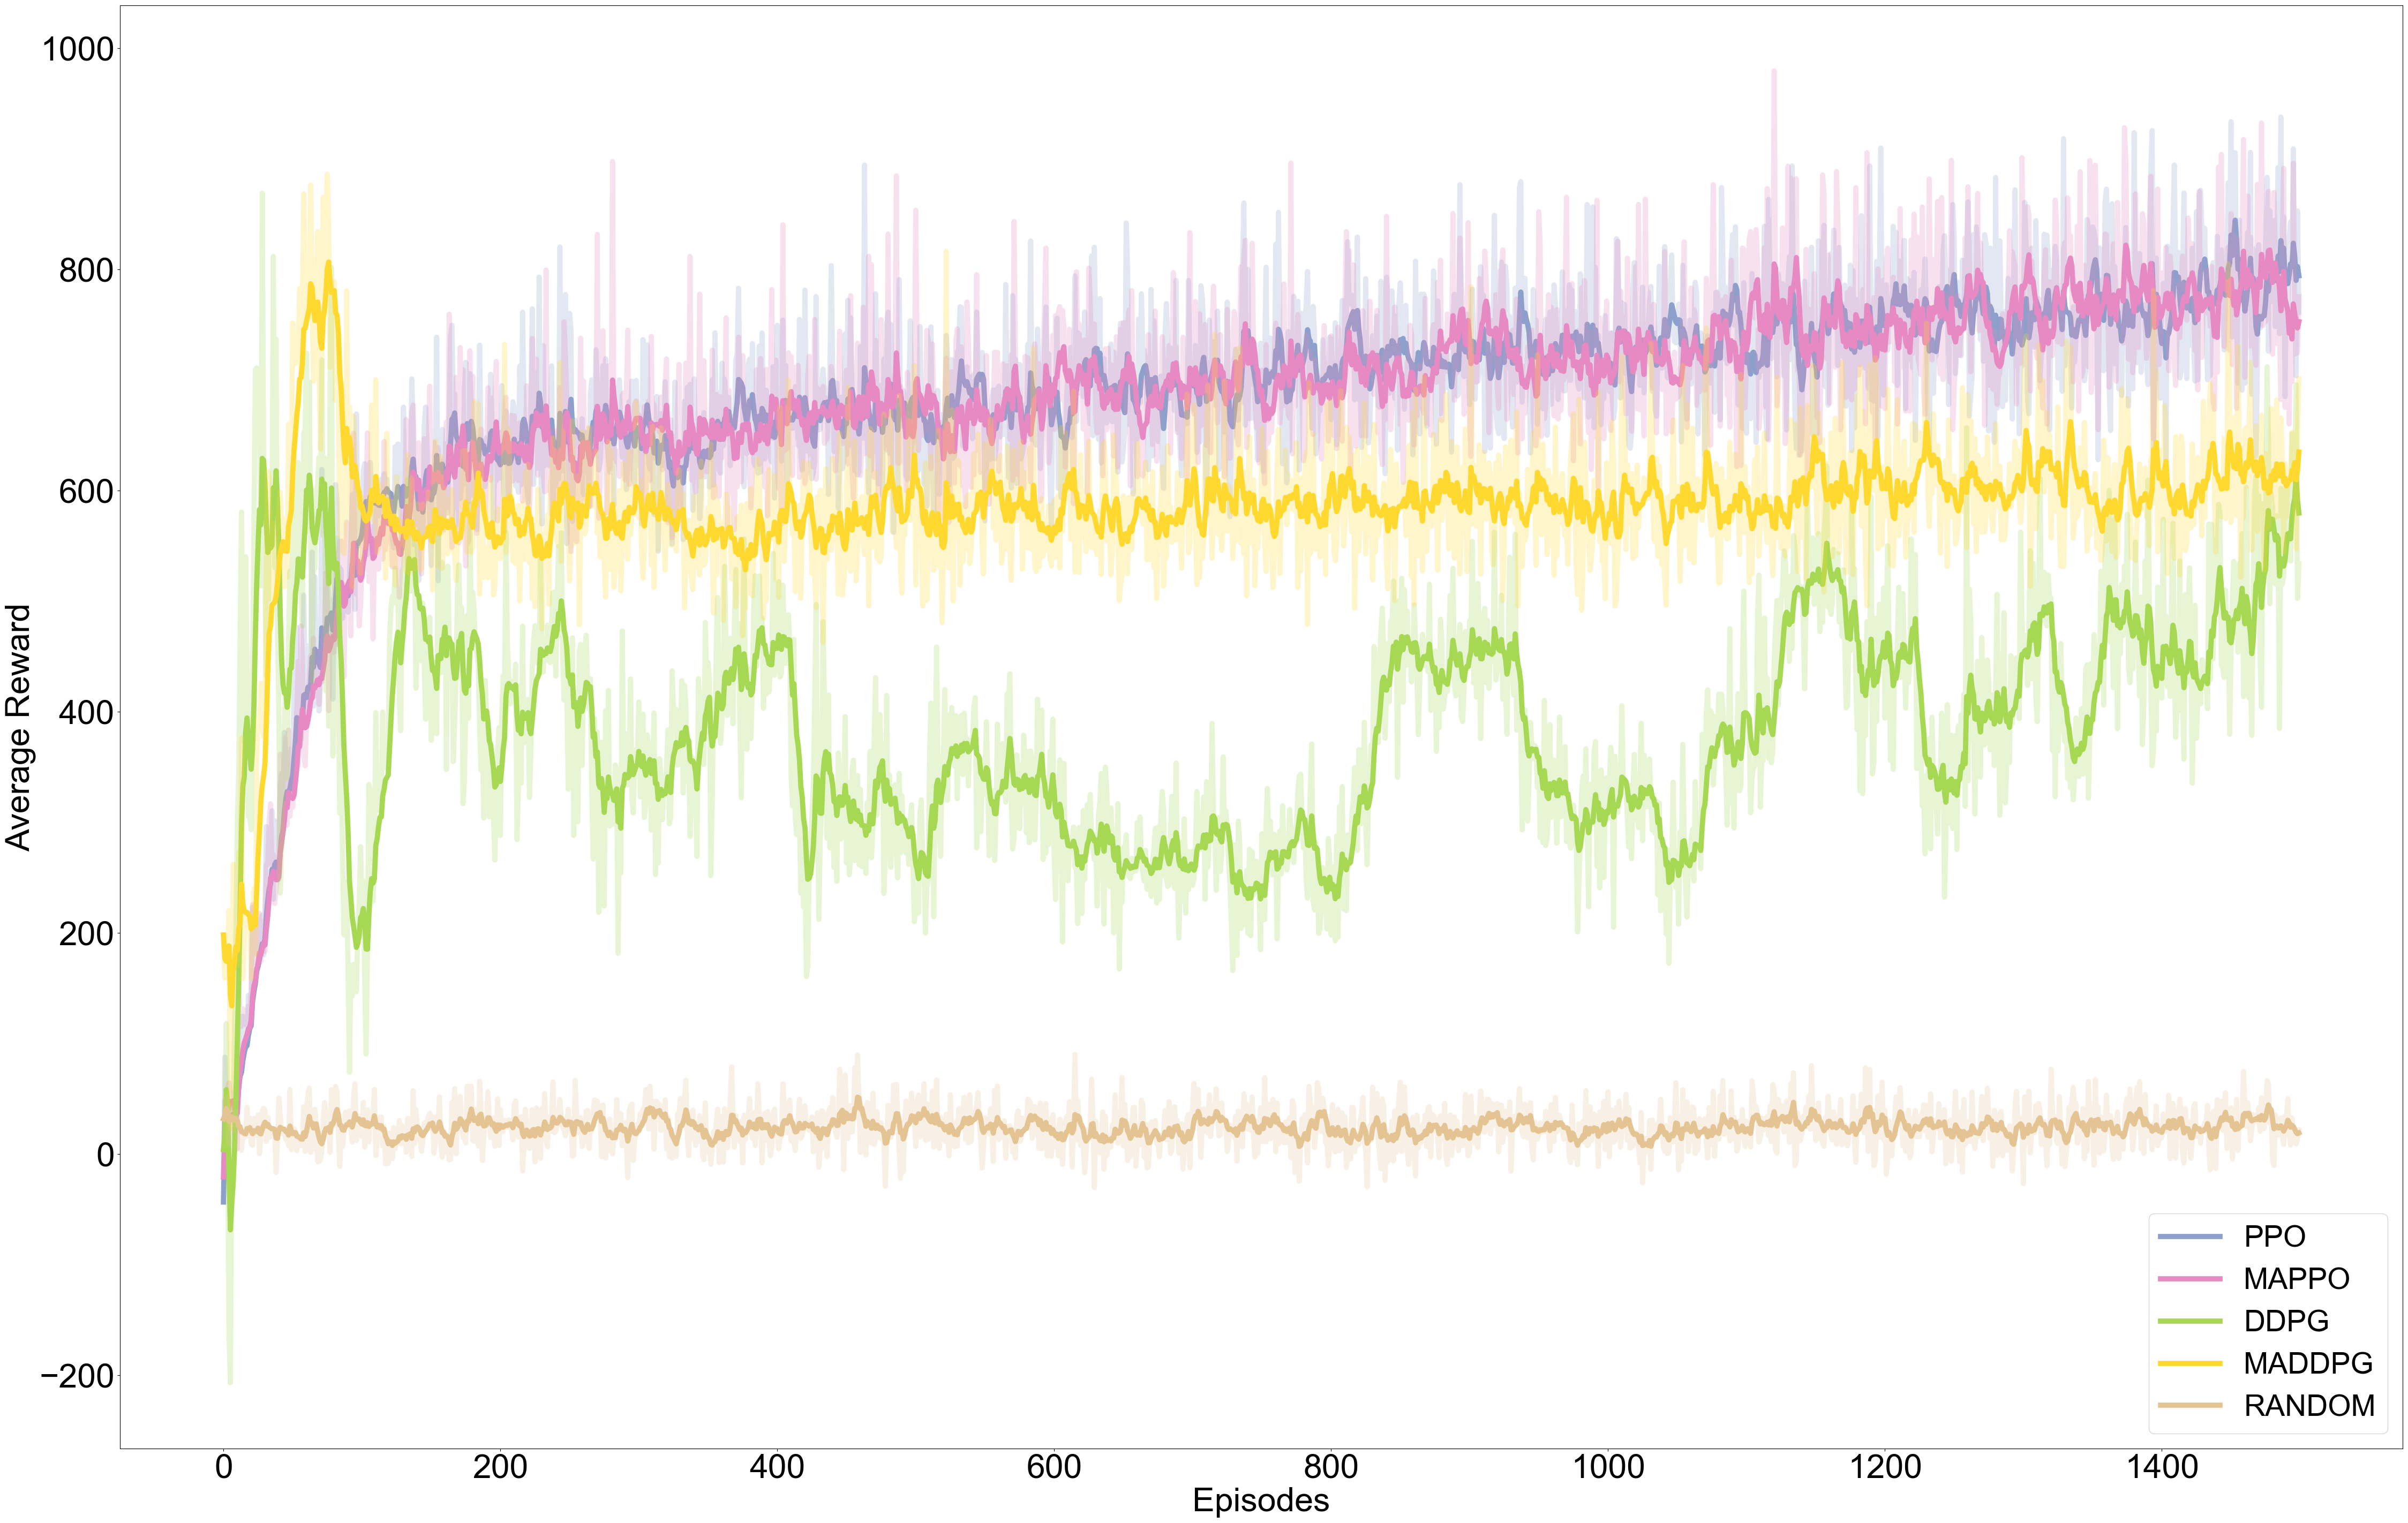 1000
800
600
400
200
0
−200
Average Reward
0 200 400 600 800 1000 1200 1400
Episodes
PPO
MAPPO
DDPG
MADDPG
RANDOM